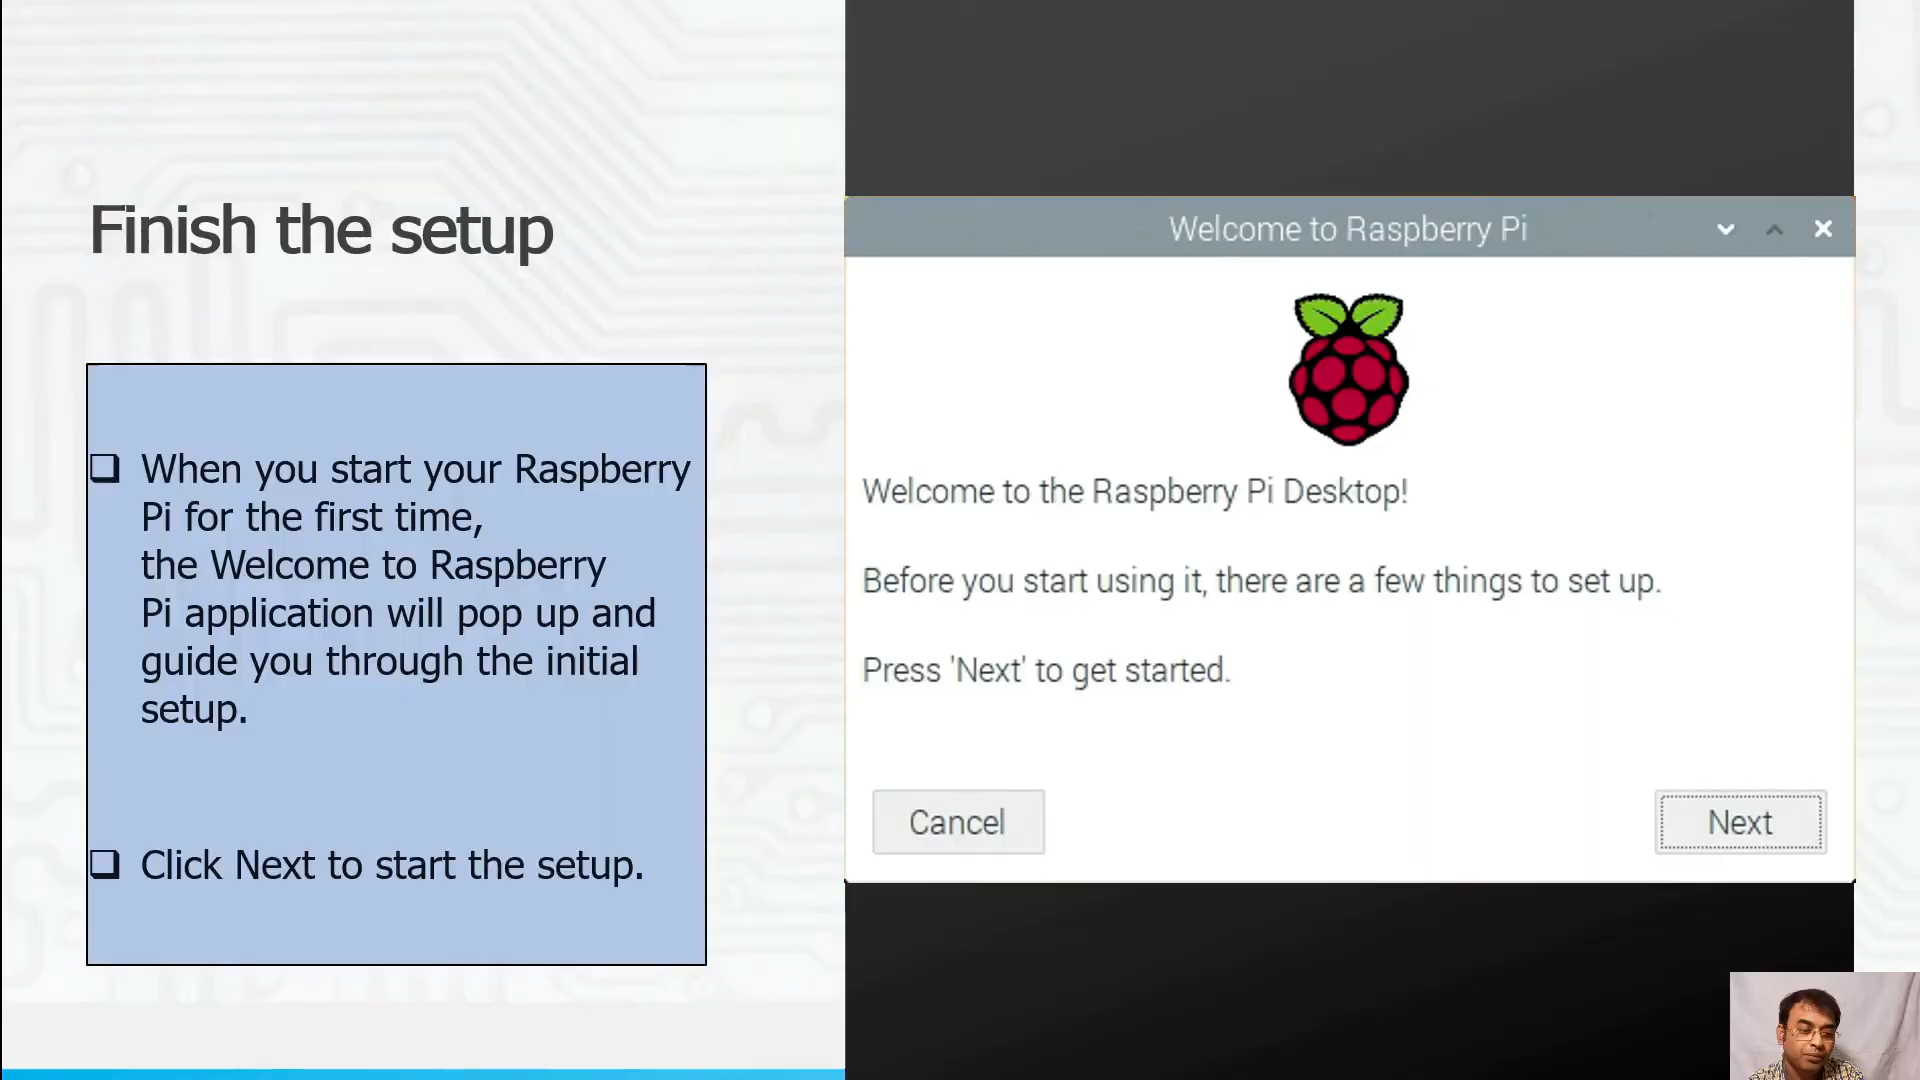 Finish the setup
When you start your Raspberry
Pi for the first time,
the Welcome to Raspberry
Pi application will pop up and
guide you through the initial
setup.
Click Next to start the setup.
Welcome to Raspberry Pi
Welcome to the Raspberry Pi Desktop!
Before you start using it, there are a few things to set up.
Press 'Next' to get started.
Cancel
Next